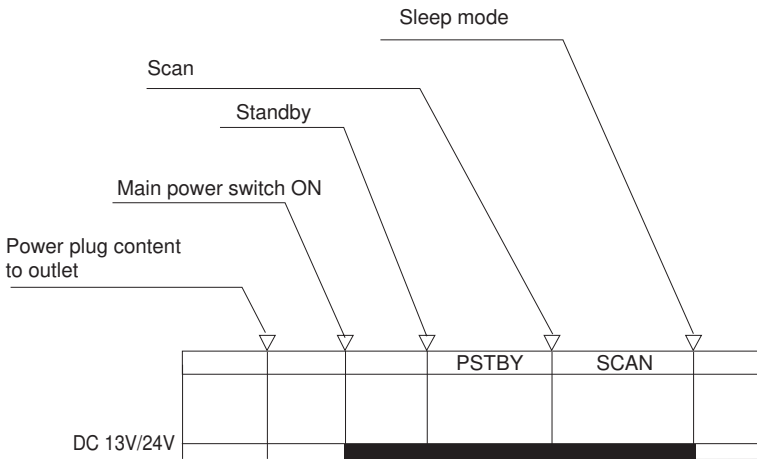 Sleep mode
Scan
Standby
Main power switch ON
Power plug content
to outlet
PSTBY SCAN
DC 13V/24V